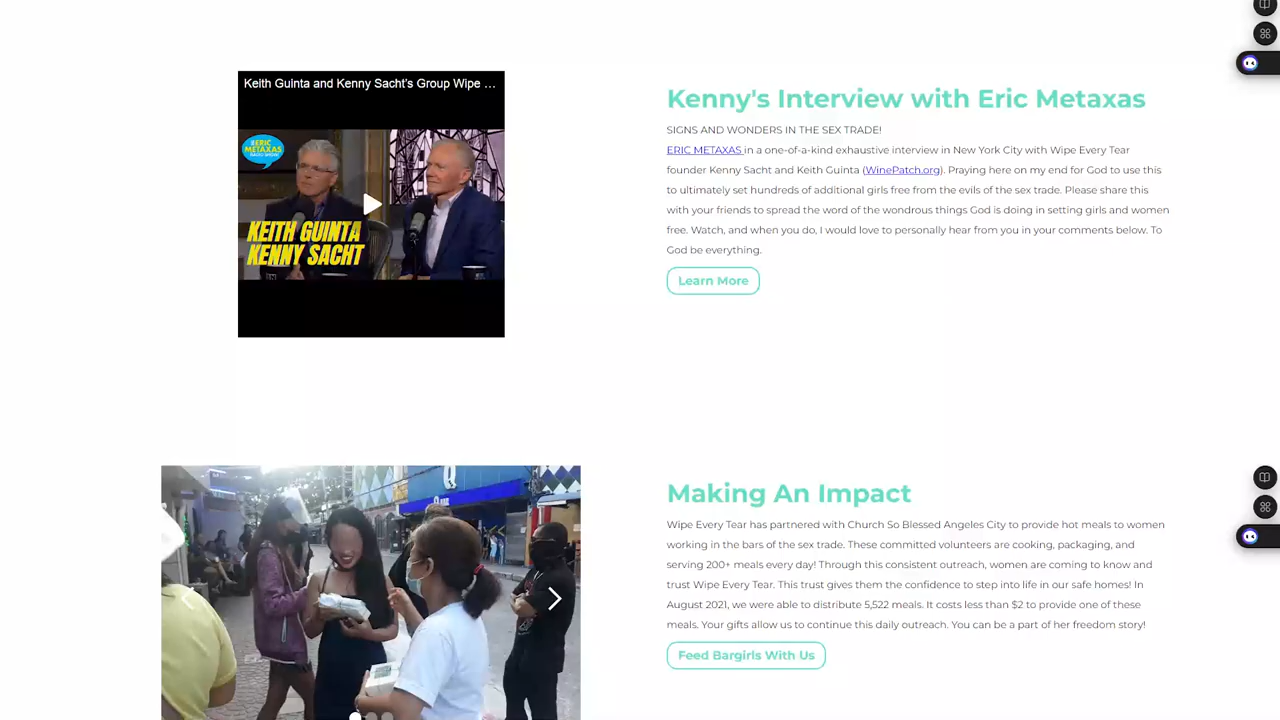 Keith Guinta and Kenny Sacht's Group Wipe …
#ERIC
METAXAS
RADIO SHOW
KEITH GUINTA
KENNY SACHT
Kenny's Interview with Eric Metaxas
SIGNS AND WONDERS IN THE SEX TRADE!
ERIC METAXAS in a one-of-a-kind exhaustive interview in New York City with Wipe Every Tear
founder Kenny Sacht and Keith Guinta (WinePatch.org). Praying here on my end for God to use this
to ultimately set hundreds of additional girls free from the evils of the sex trade. Please share this
with your friends to spread the word of the wondrous things God is doing in setting girls and women
free. Watch, and when you do, I would love to personally hear from you in your comments below. To
God be everything.
Learn More
Making An Impact
Wipe Every Tear has partnered with Church So Blessed Angeles City to provide hot meals to women
working in the bars of the sex trade. These committed volunteers are cooking, packaging, and
serving 200+ meals every day! Through this consistent outreach, women are coming to know and
trust Wipe Every Tear. This trust gives them the confidence to step into life in our safe homes! In
August 2021, we were able to distribute 5,522 meals. It costs less than $2 to provide one of these
meals. Your gifts allow us to continue this daily outreach. You can be a part of her freedom story!
Feed Bargirls With Us